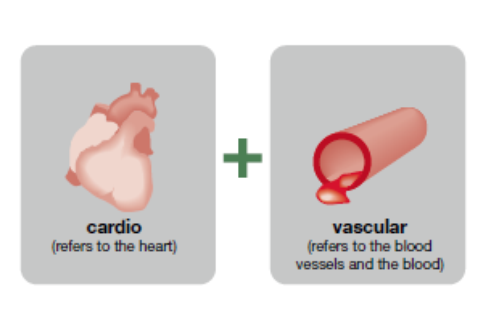 cardio
(refers to the heart)
+
vascular
(refers to the blood
vessels and the blood)